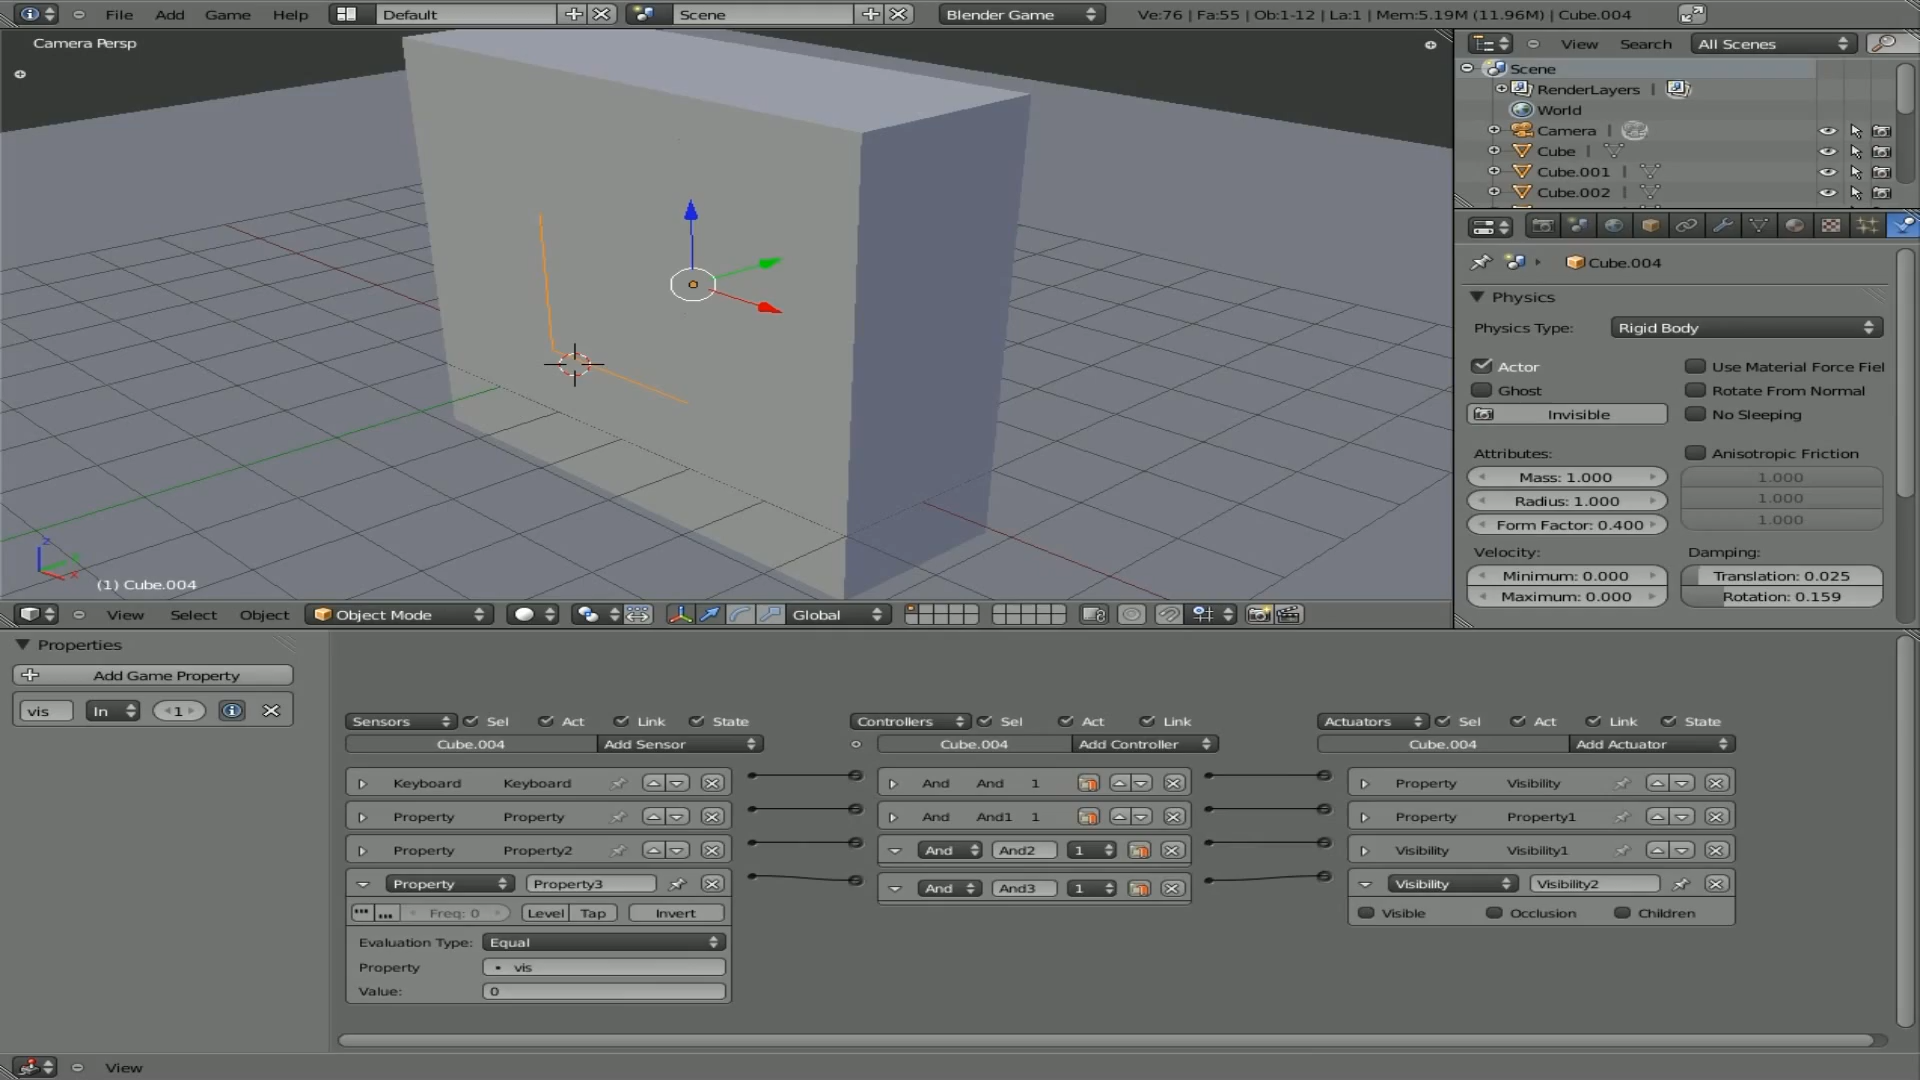 File Add Game Help Default Scene Blender Game Ve:76 | Fa:55 | Ob:1-12 | La:1 | Mem:5.19M (11.96M) | Cube.004
Camera Persp
View Search All Scenes
Scene
RenderLayers |
World
Camera |
Cube |
Cube.001 |
Cube.002 |
Cube.004
Physics
Physics Type: Rigid Body
Actor Use Material Force Fiel
Ghost Rotate From Normal
Invisible No Sleeping
Attributes: Anisotropic Friction
Mass: 1.000 1.000
Radius: 1.000 1.000
Form Factor: 0.400 1.000
Velocity: Damping:
Minimum: 0.000 Translation: 0.025
Maximum: 0.000 Rotation: 0.159
z
x
(1) Cube.004
View Select Object Object Mode Global
Properties
Add Game Property
vis In 1
Sensors Sel Act Link State Controllers Sel Act Link Actuators Sel Act Link State
Cube.004 Add Sensor Cube.004 Add Controller Cube.004 Add Actuator
Keyboard Keyboard And And 1 Property Visibility
Property Property And And1 1 Property Property1
Property Property2 And And2 1 Visibility Visibility1
Property Property3 And And3 1 Visibility Visibility2
Freq: 0 Level Tap Invert Visible Occlusion Children
Evaluation Type: Equal
Property vis
Value: 0
View